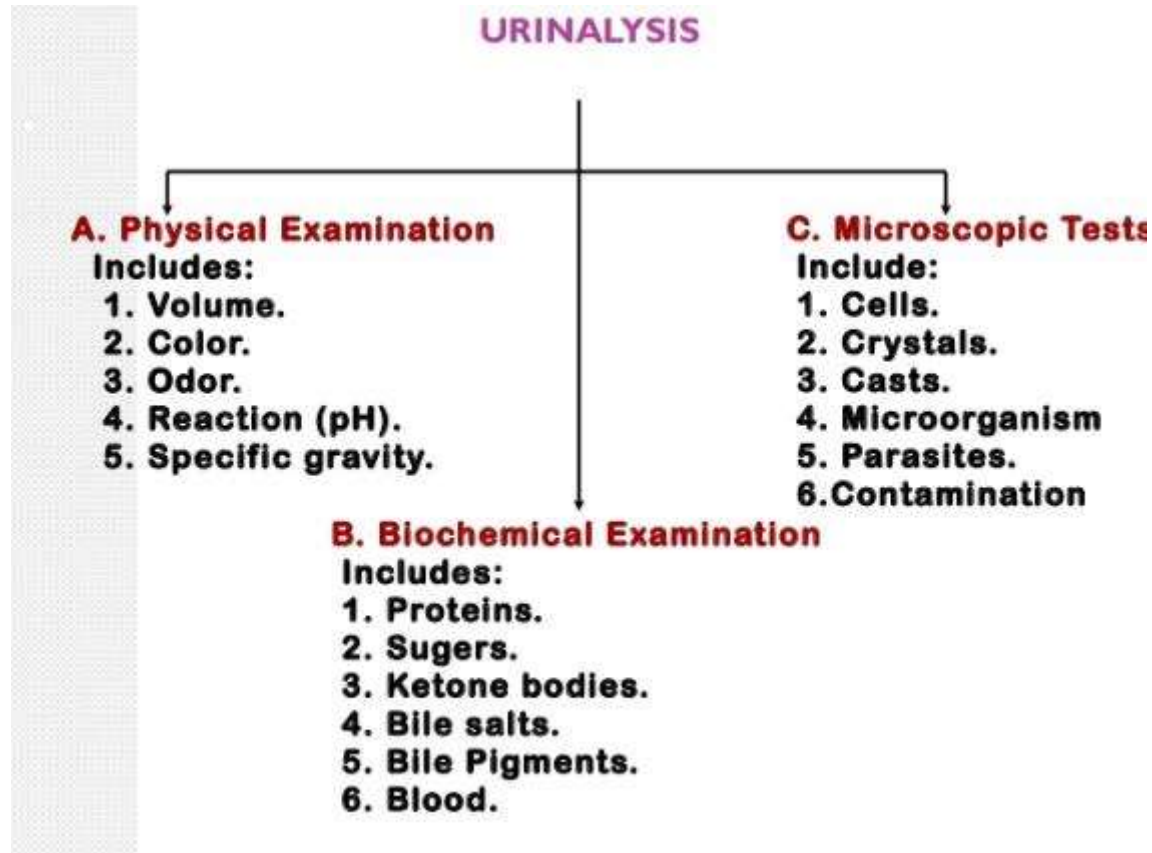 URINALYSIS
A. Physical Examination
Includes:
1. Volume.
2. Color.
3. Odor.
4. Reaction (pH).
5. Specific gravity.
C. Microscopic Tests
Include:
1. Cells.
2. Crystals.
3. Casts.
4. Microorganism
5. Parasites.
6.Contamination
B. Biochemical Examination
Includes:
1. Proteins.
2. Sugers.
3. Ketone bodies.
4. Bile salts.
5. Bile Pigments.
6. Blood.